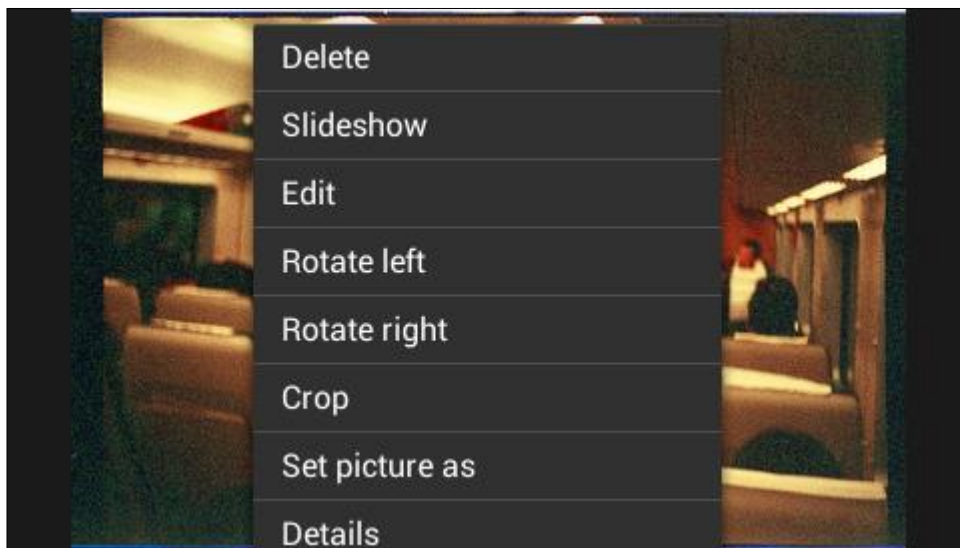 Delete
Slideshow
Edit
Rotate left
Rotate right
Crop
Set picture as
Details